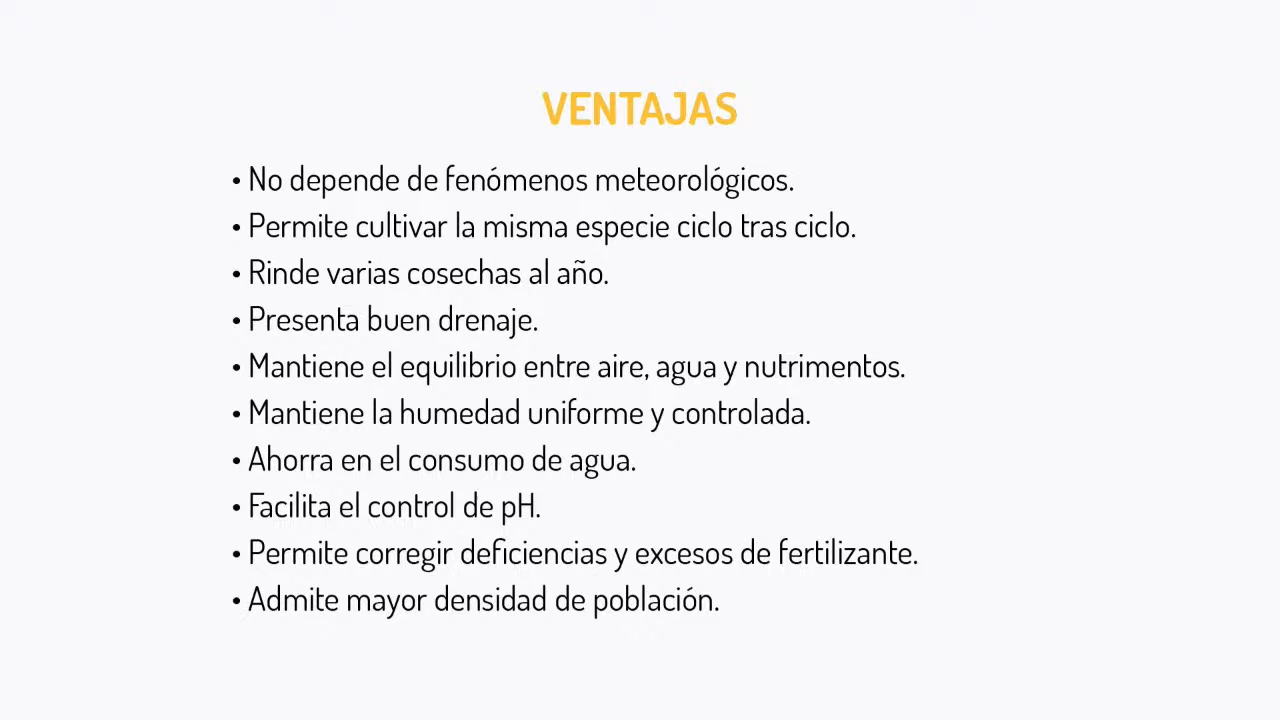 VENTAJAS
• No depende de fenómenos meteorológicos.
• Permite cultivar la misma especie ciclo tras ciclo.
• Rinde varias cosechas al año.
• Presenta buen drenaje.
• Mantiene el equilibrio entre aire, agua y nutrimentos.
• Mantiene la humedad uniforme y controlada.
• Ahorra en el consumo de agua.
• Facilita el control de pH.
• Permite corregir deficiencias y excesos de fertilizante.
• Admite mayor densidad de población.